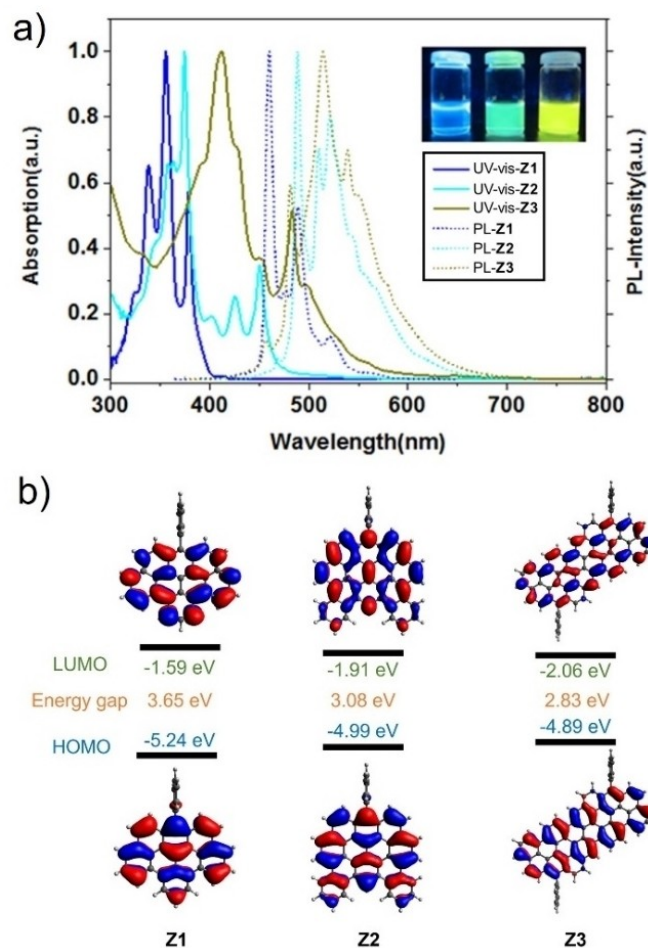 a)
1.0
0.8
0.6
0.4
0.2
0.0
Absorption(a.u.)
PL-Intensity(a.u.)
UV-vis-Z1
UV-vis-Z2
UV-vis-Z3
PL-Z1
PL-Z2
PL-Z3
300 400 500 600 700 800
Wavelength(nm)
b)
LUMO -1.59 eV -1.91 eV -2.06 eV
Energy gap 3.65 eV 3.08 eV 2.83 eV
HOMO -5.24 eV -4.99 eV -4.89 eV
Z1 Z2 Z3